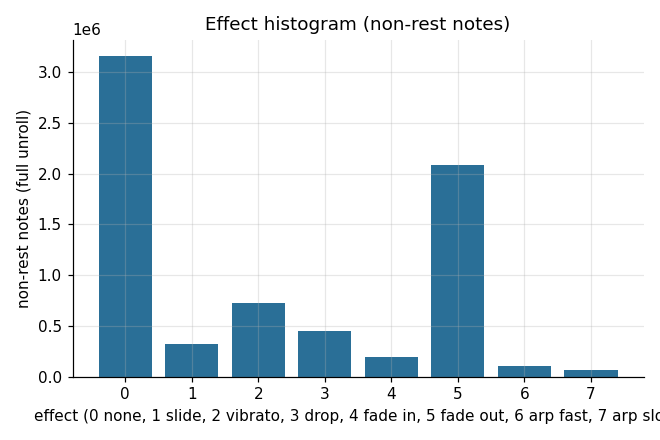 Effect histogram (non-rest notes)
1e6
non-rest notes (full unroll)
3.0
2.5
2.0
1.5
1.0
0.5
0.0
0 1 2 3 4 5 6 7
effect (0 none, 1 slide, 2 vibrato, 3 drop, 4 fade in, 5 fade out, 6 arp fast, 7 arp